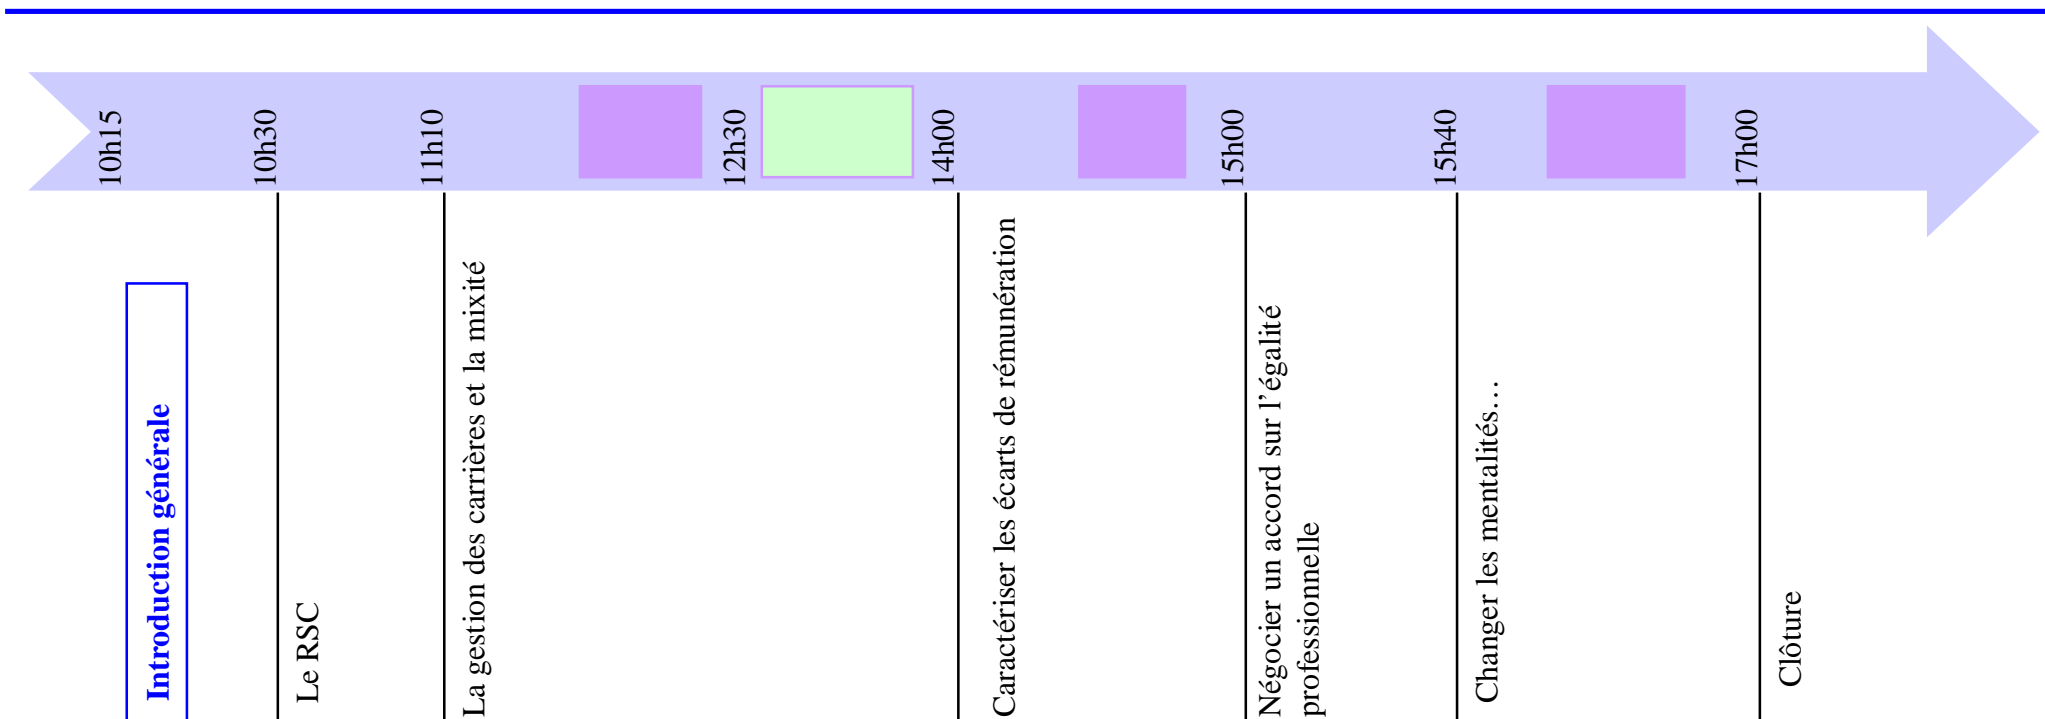 10h15
10h30
11h10
12h30
14h00
15h00
15h40
17h00
Introduction générale
Le RSC
La gestion des carrières et la mixité
Caractériser les écarts de rémunération
Négocier un accord sur l’égalité
professionnelle
Changer les mentalités…
Clôture